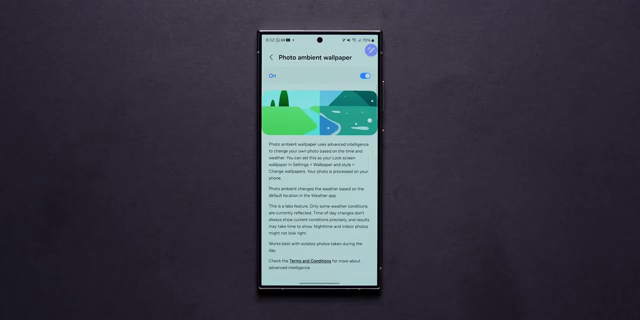 8:02
75%
Photo ambient wallpaper
On
Photo ambient wallpaper uses advanced intelligence
to change your own photo based on the time and
weather. You can set this as your Lock screen
wallpaper in Settings > Wallpaper and style >
Change wallpapers. Your photo is processed on your
phone.
Photo ambient changes the weather based on the
default location in the Weather app.
This is a labs feature. Only some weather conditions
are currently reflected. Time of day changes don't
always show current conditions precisely, and results
may take time to show. Nighttime and indoor photos
might not look right.
Works best with outdoor photos taken during the
day.
Check the Terms and Conditions for more about
advanced intelligence.